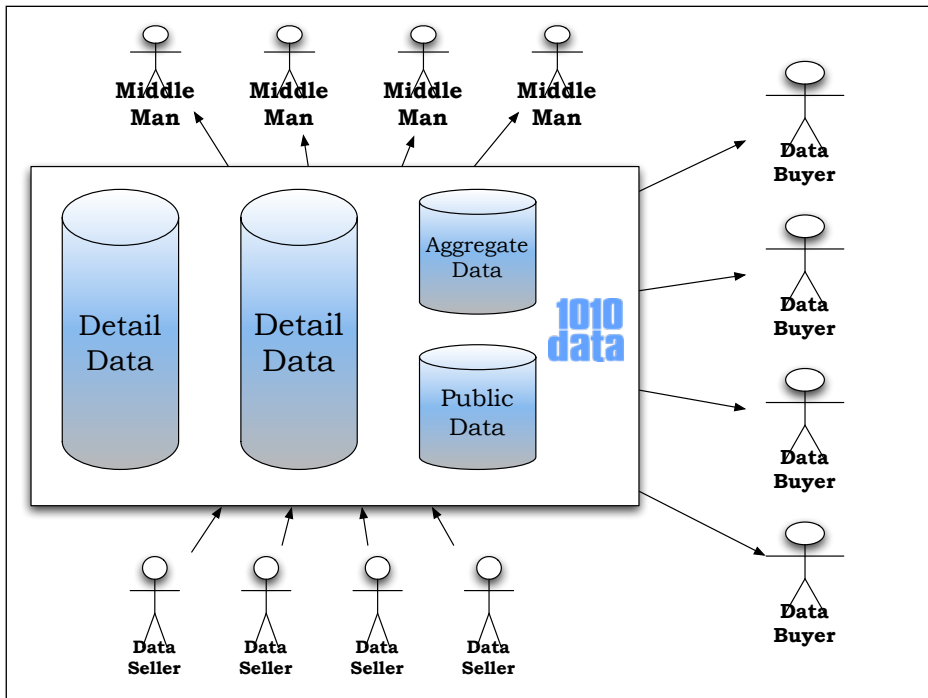 Middle
Man
Middle
Man
Middle
Man
Middle
Man
Data
Buyer
Detail
Data
Detail
Data
Aggregate
Data
Data
Buyer
1010
data
Public
Data
Data
Buyer
Data
Buyer
Data
Seller
Data
Seller
Data
Seller
Data
Seller